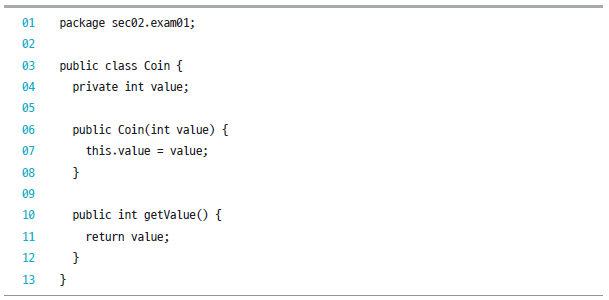 01 package sec02.exam01;
02
03 public class Coin {
04   private int value;
05
06   public Coin(int value) {
07     this.value = value;
08   }
09
10   public int getValue() {
11     return value;
12   }
13 }